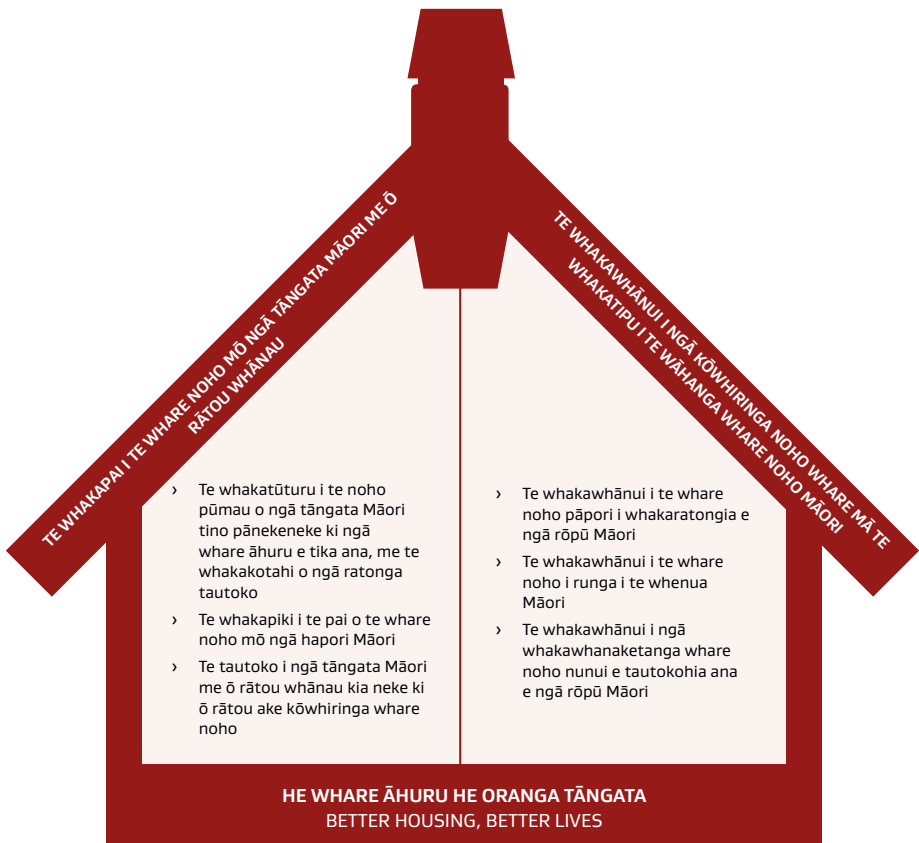 TE WHAKAPAI I TE WHARE NOHO MŌ NGĀ TĀNGATA MĀORI ME Ō
RĀTOU WHĀNAU
TE WHAKAWHĀNUI I NGĀ KŌWHIRINGA NOHO WHARE MĀ TE
WHAKATIPU I TE WĀHANGA WHARE NOHO MĀORI
› Te whakatūturu i te noho
pūmau o ngā tāngata Māori
tino pānekeneke ki ngā
whare āhuru e tika ana, me te
whakakotahi o ngā ratonga
tautoko
› Te whakapiki i te pai o te whare
noho mō ngā hapori Māori
› Te tautoko i ngā tāngata Māori
me ō rātou whānau kia neke ki
ō rātou ake kōwhiringa whare
noho
› Te whakawhānui i te whare
noho pāpori i whakaratongia e
ngā rōpū Māori
› Te whakawhānui i te whare
noho i runga i te whenua
Māori
› Te whakawhānui i ngā
whakawhanaketanga whare
noho nunui e tautokohia ana
e ngā rōpū Māori
HE WHARE ĀHURU HE ORANGA TĀNGATA
BETTER HOUSING, BETTER LIVES